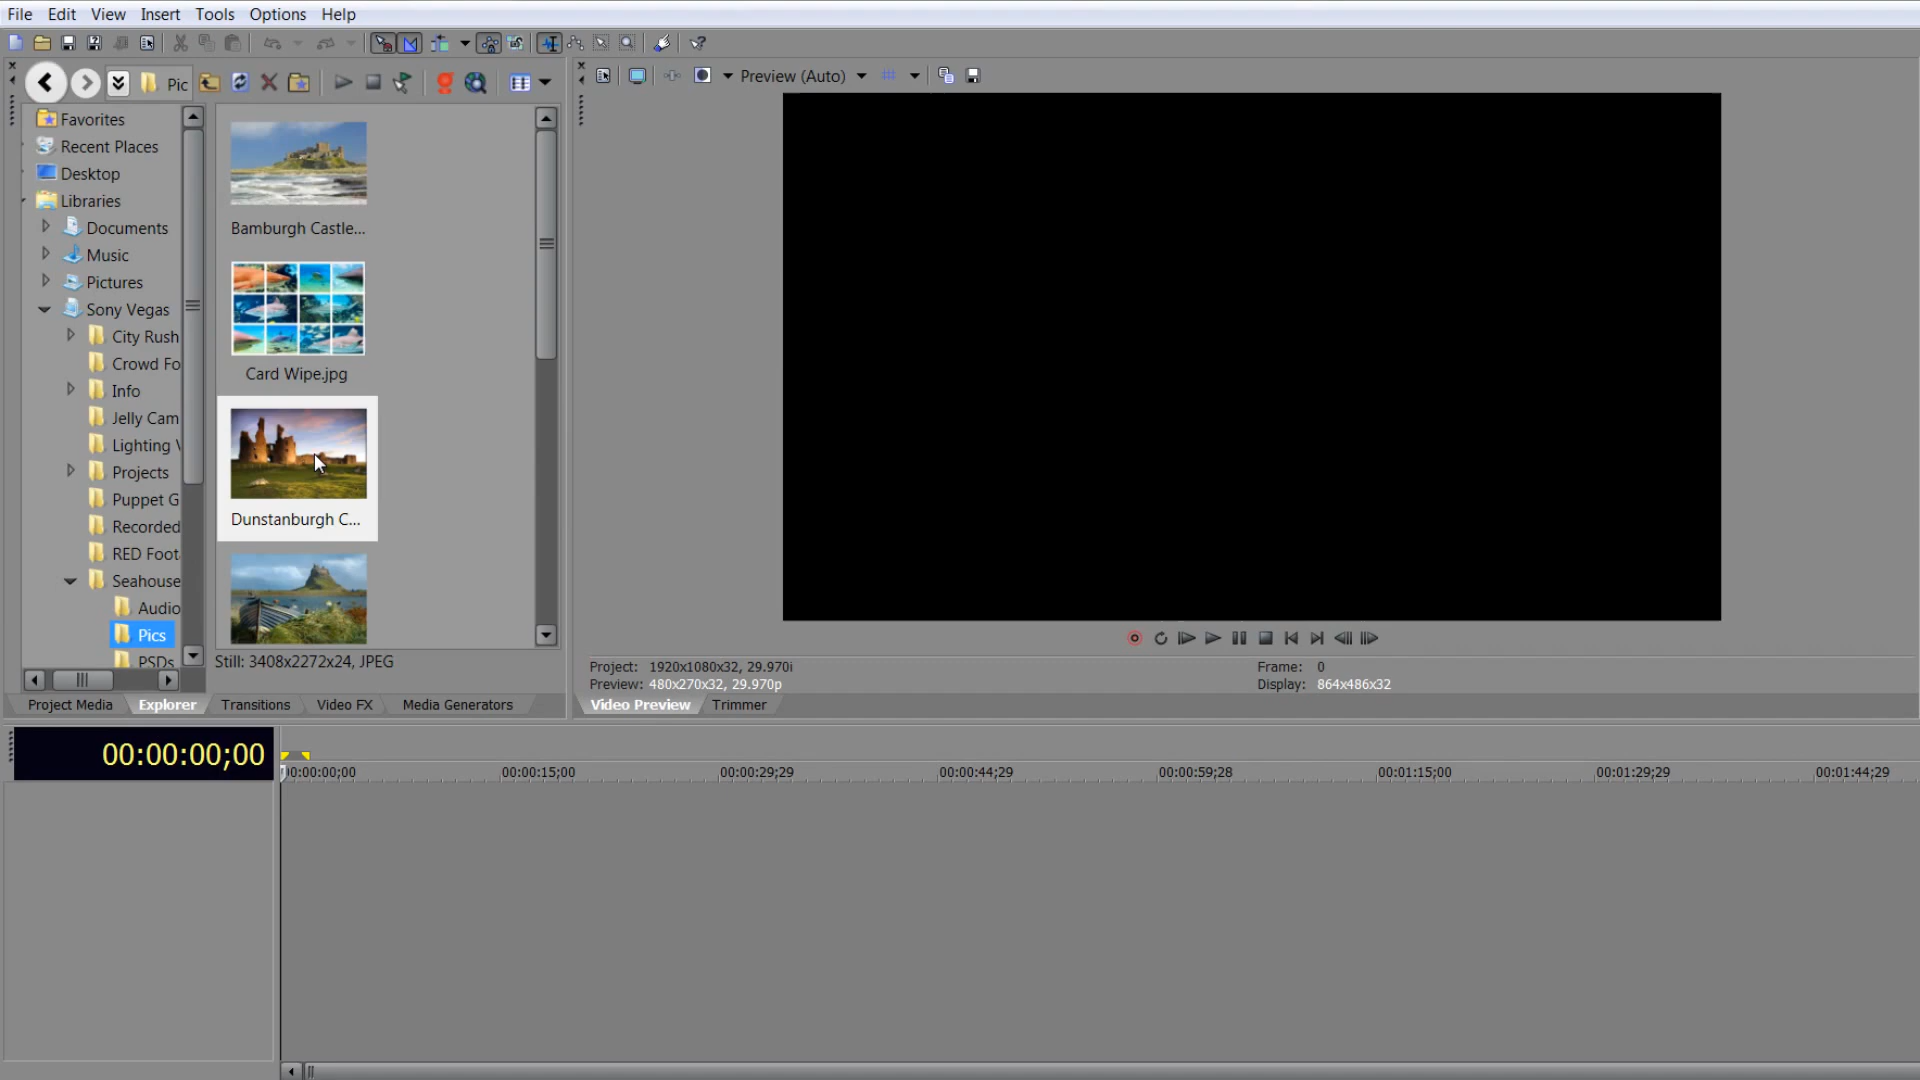 File Edit View Insert Tools Options Help
Pic
Preview (Auto)
Favorites
Recent Places
Desktop
Libraries
Documents
Music
Pictures
Sony Vegas
City Rush
Crowd Fo
Info
Jelly Cam
Lighting
Projects
Puppet G
Recorded
RED Foot
Seahouse
Audio
Pics
PSDs
Bamburgh Castle...
Card Wipe.jpg
Dunstanburgh C...
Still: 3408x2272x24, JPEG
Project: 1920x1080x32, 29.970i
Preview: 480x270x32, 29.970p
Frame: 0
Display: 864x486x32
Project Media Explorer Transitions Video FX Media Generators
Video Preview Trimmer
00:00:00;00
00:00:00;00 00:00:15;00 00:00:29;29 00:00:44;29 00:00:59;28 00:01:15;00 00:01:29;29 00:01:44;29